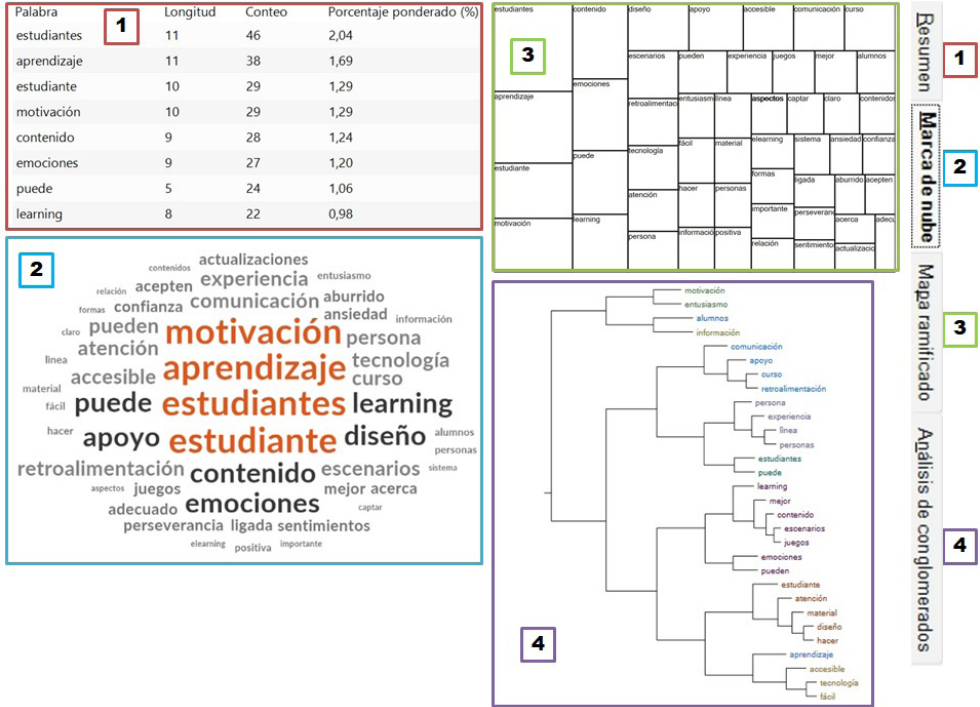 Palabra Longitud Conteo Porcentaje ponderado (%)
1
estudiantes 11 46 2,04
aprendizaje 11 38 1,69
estudiante 10 29 1,29
motivación 10 29 1,29
contenido 9 28 1,24
emociones 9 27 1,20
puede 5 24 1,06
learning 8 22 0,98
2
actualizaciones
contenidos
acepten experiencia entusiasmo
relación
formas confianza comunicación aburrido
ansiedad
claro pueden motivación información
persona
línea atención aprendizaje tecnología
accesible curso
material
fácil puede estudiantes learning
hacer apoyo estudiante diseño alumnos
personas
retroalimentación contenido escenarios sistema
aspectos juegos emociones mejor acerca
adecuado captar
perseverancia ligada sentimientos
elearning positiva importante
3
estudiantes contenido diseño apoyo accesible comunicación curso
escenarios pueden experiencia juegos mejor alumnos
emociones
aprendizaje retroalimentaci entusiasm línea aspectos captar claro contenidos
fácil material elearning sistema ansiedad confianza
tecnología
puede
estudiante formas
ligada aburrido acepten
hacer personas
atención
importante perseveran
learning acerca
motivación
persona informació positiva relación sentimiento actualizació
motivación
entusiasmo
alumnos
información
comunicación
apoyo
curso
retroalimentación
persona
experiencia
línea
personas
estudiantes
puede
learning
mejor
contenido
escenarios
juegos
emociones
pueden
estudiante
atención
material
diseño
hacer
aprendizaje
accesible
tecnología
fácil
4
Resumen
1
Marca de nube
2
Mapa ramificado
3
Análisis de conglomerados
4